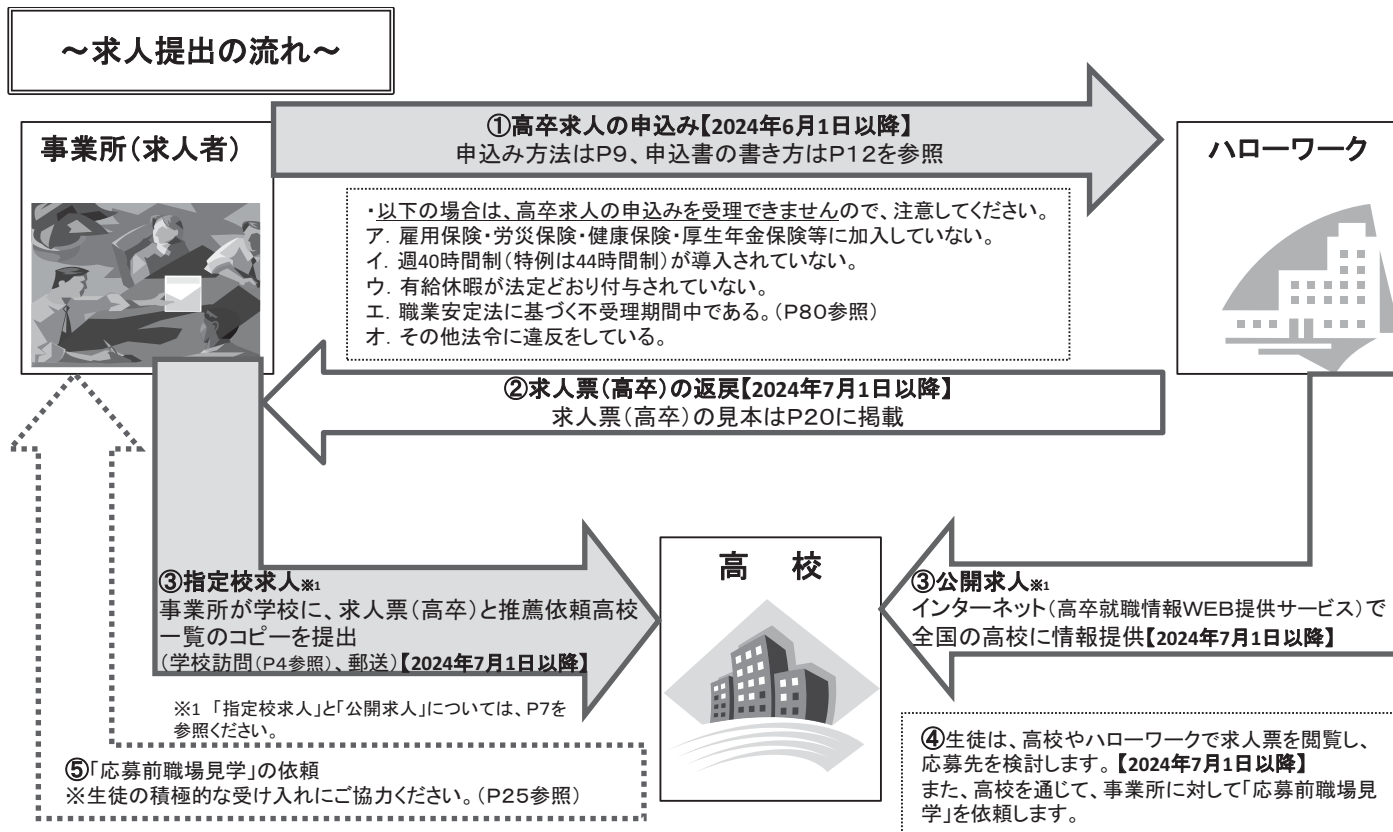 ～求人提出の流れ～
事業所(求人者)
①高卒求人の申込み【2024年6月1日以降】
申込み方法はP9、申込書の書き方はP12を参照
ハローワーク
・以下の場合は、高卒求人の申込みを受理できませんので、注意してください。
ア．雇用保険・労災保険・健康保険・厚生年金保険等に加入していない。
イ．週40時間制(特例は44時間制)が導入されていない。
ウ．有給休暇が法定どおり付与されていない。
エ．職業安定法に基づく不受理期間中である。(P80参照)
オ．その他法令に違反をしている。
②求人票(高卒)の返戻【2024年7月1日以降】
求人票(高卒)の見本はP20に掲載
③指定校求人※1
事業所が学校に、求人票(高卒)と推薦依頼高校
一覧のコピーを提出
(学校訪問(P4参照)、郵送)【2024年7月1日以降】
※1 「指定校求人」と「公開求人」については、P7を
参照ください。
高 校
③公開求人※1
インターネット(高卒就職情報WEB提供サービス)で
全国の高校に情報提供【2024年7月1日以降】
④生徒は、高校やハローワークで求人票を閲覧し、
応募先を検討します。【2024年7月1日以降】
また、高校を通じて、事業所に対して「応募前職場見
学」を依頼します。
⑤「応募前職場見学」の依頼
※生徒の積極的な受け入れにご協力ください。(P25参照)